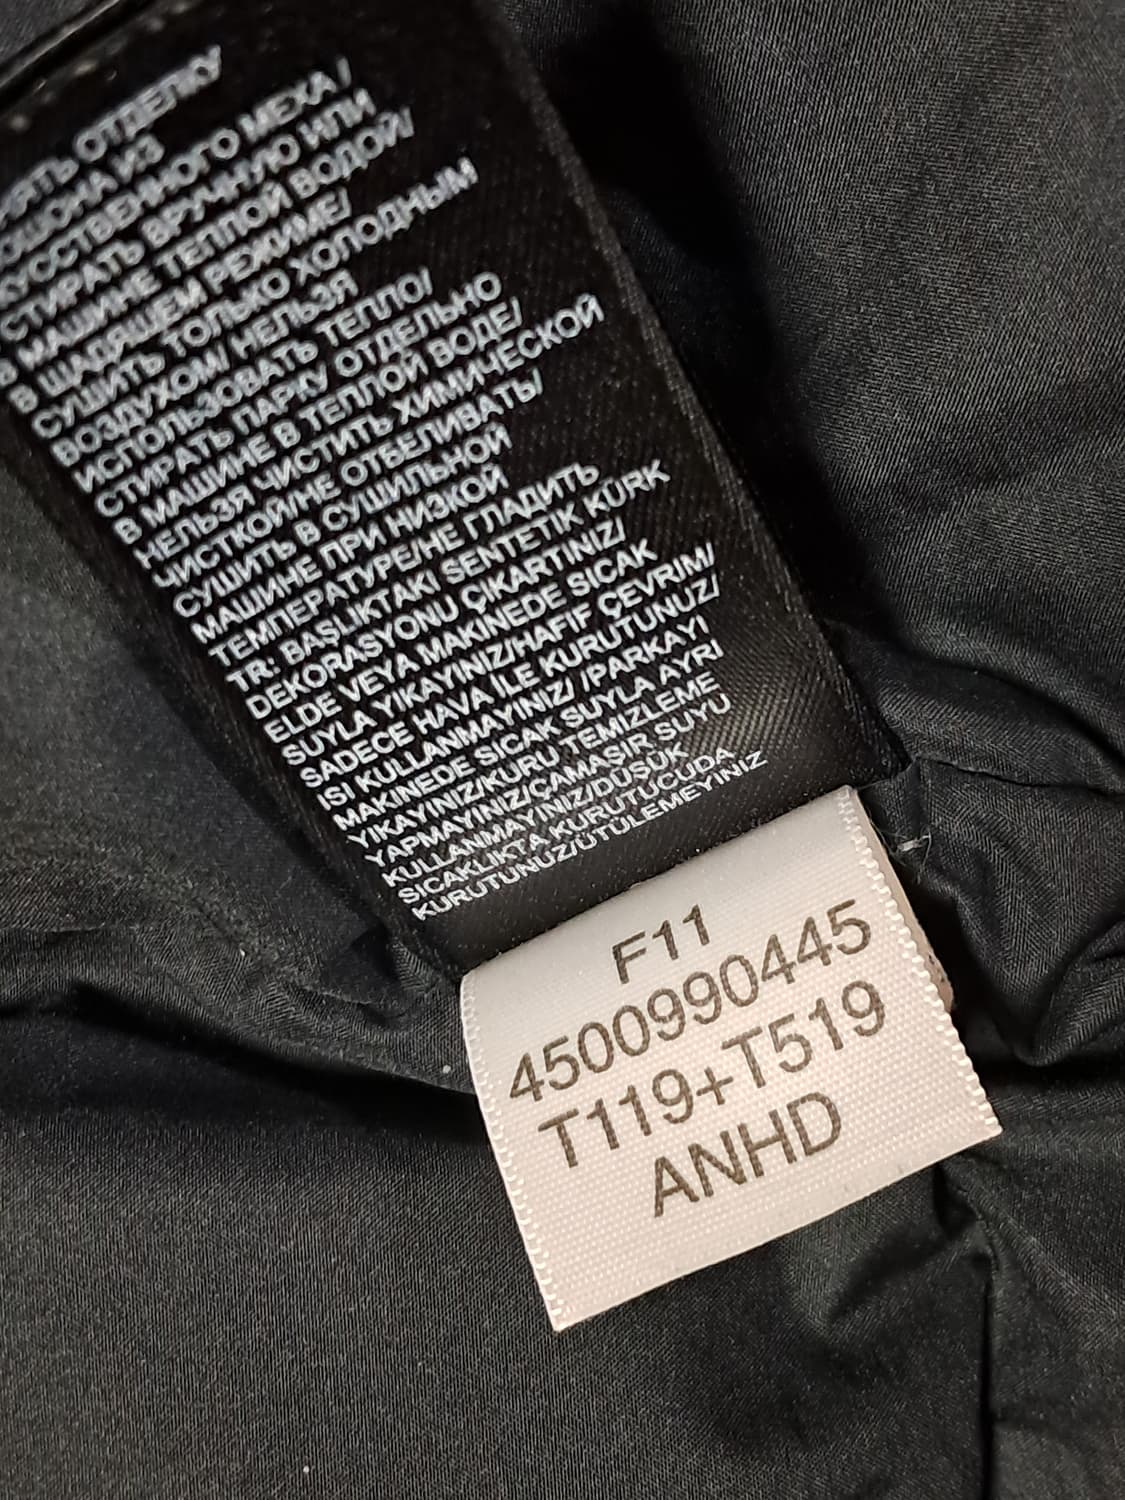 ОТДЕЛКУ
ИЗ
МЕХА /
СТИРАТЬ ВРУЧНУЮ ИЛИ
В МАШИНЕ ТЕПЛОЙ ВОДОЙ/
В ЩАДЯЩЕМ РЕЖИМЕ/
СУШИТЬ ТОЛЬКО ХОЛОДНЫМ
ВОЗДУХОМ/ НЕЛЬЗЯ
ИСПОЛЬЗОВАТЬ ТЕПЛО/
СТИРАТЬ ПАРКУ ОТДЕЛЬНО
В МАШИНЕ В ТЕПЛОЙ ВОДЕ/
НЕЛЬЗЯ ЧИСТИТЬ ХИМИЧЕСКОЙ
ЧИСТКОЙ/НЕ ОТБЕЛИВАТЬ/
СУШИТЬ В СУШИЛЬНОЙ
МАШИНЕ ПРИ НИЗКОЙ
ТЕМПЕРАТУРЕ/НЕ ГЛАДИТЬ
TR: BAŞLIKTAKI SENTETIK KÜRK
DEKORASYONU ÇIKARTINIZ/
ELDE VEYA MAKINEDE SICAK
SUYLA YIKAYINIZ/HAFIF ÇEVRIM/
SADECE HAVA ILE KURUTUNUZ/
ISI KULLANMAYINIZ/ /PARKAYI
MAKINEDE SICAK SUYLA AYRI
YIKAYINIZ/KURU TEMIZLEME
YAPMAYINIZ/ÇAMAŞIR SUYU
KULLANMAYINIZ/DÜŞÜK
SICAKLIKTA KURUTUCUDA
KURUTUNUZ/ÜTÜLEMEYINIZ
F11
4500990445
T119+T519
ANHD